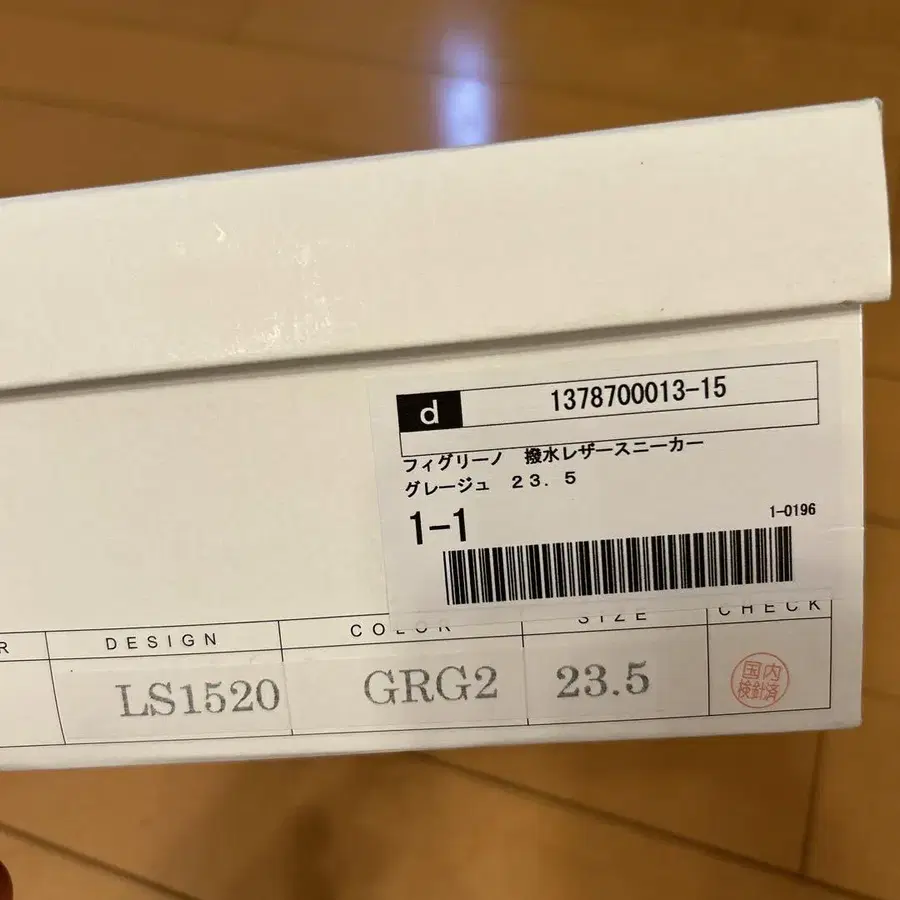 d 1378700013-15
フィグリーノ 撥水レザースニーカー
グレージュ 23.5
1-1 1-0196
R DESIGN COLOR SIZE CHECK
LS1520 GRG2 23.5
国内
検針済